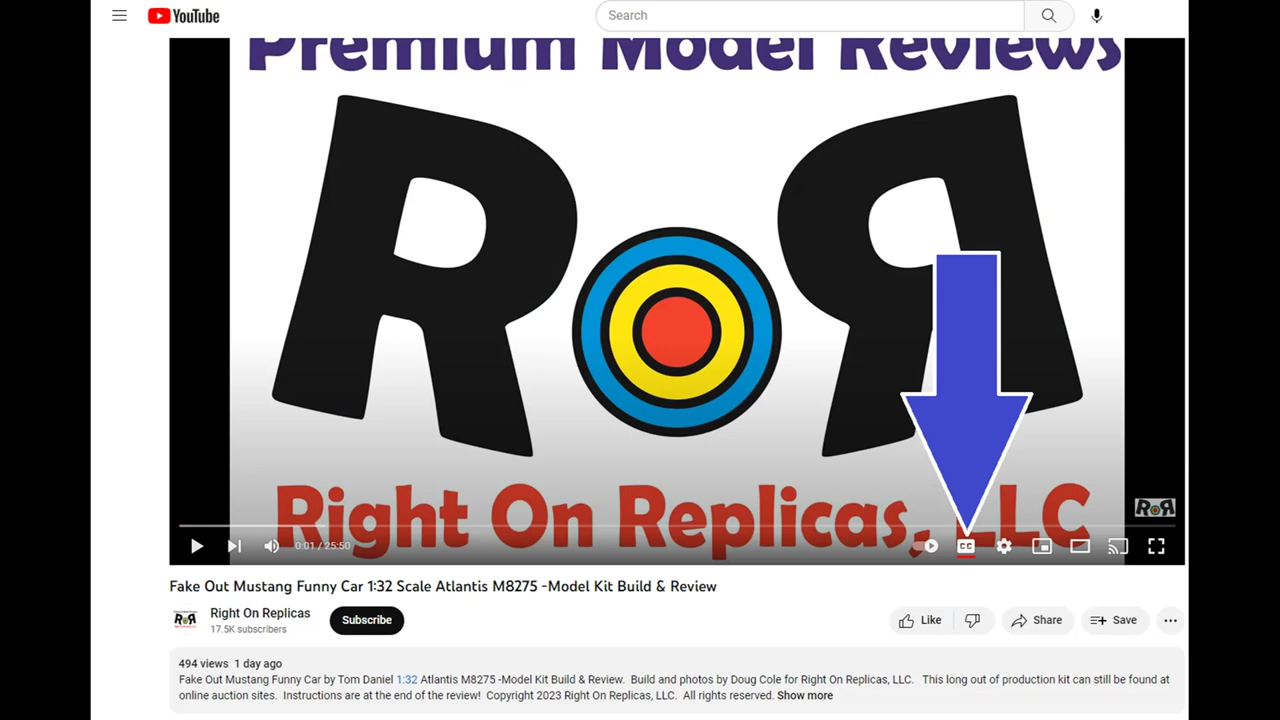 YouTube
Search
Premium Model Reviews
RoR
Right On Replicas, LLC
RoR
0:01 / 25:50
CC
Fake Out Mustang Funny Car 1:32 Scale Atlantis M8275 -Model Kit Build & Review
RoR
Right On Replicas
17.5K subscribers
Subscribe
Like
Share
Save
494 views 1 day ago
Fake Out Mustang Funny Car by Tom Daniel 1:32 Atlantis M8275 -Model Kit Build & Review. Build and photos by Doug Cole for Right On Replicas, LLC. This long out of production kit can still be found at
online auction sites. Instructions are at the end of the review! Copyright 2023 Right On Replicas, LLC. All rights reserved. Show more